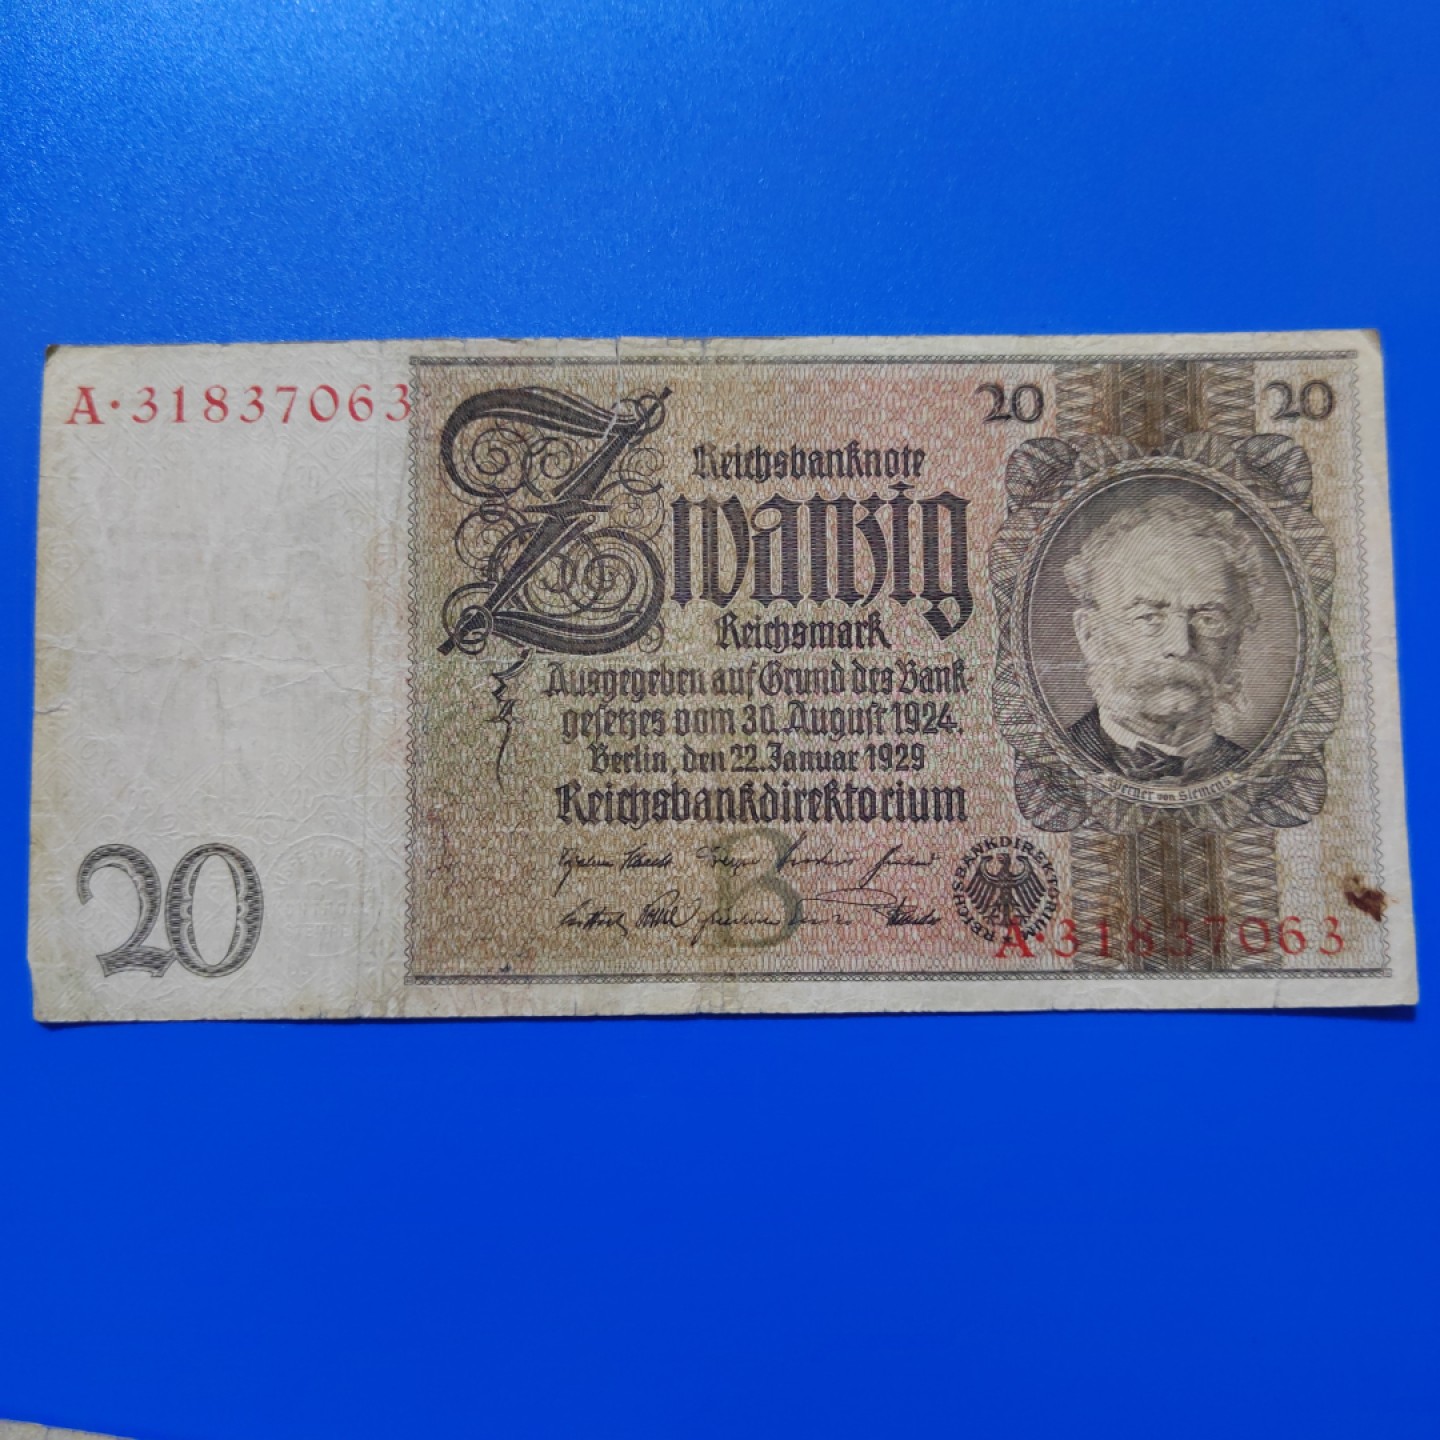 A·31837063
20
20
Reichsbanknote
Zwanzig
Reichsmark
Ausgegeben auf Grund des Bank-
gesetzes vom 30. August 1924.
Berlin, den 22. Januar 1929
Reichsbankdirektorium
Werner von Siemens
B
REICHSBANKDIREKTORIUM
A·31837063
20